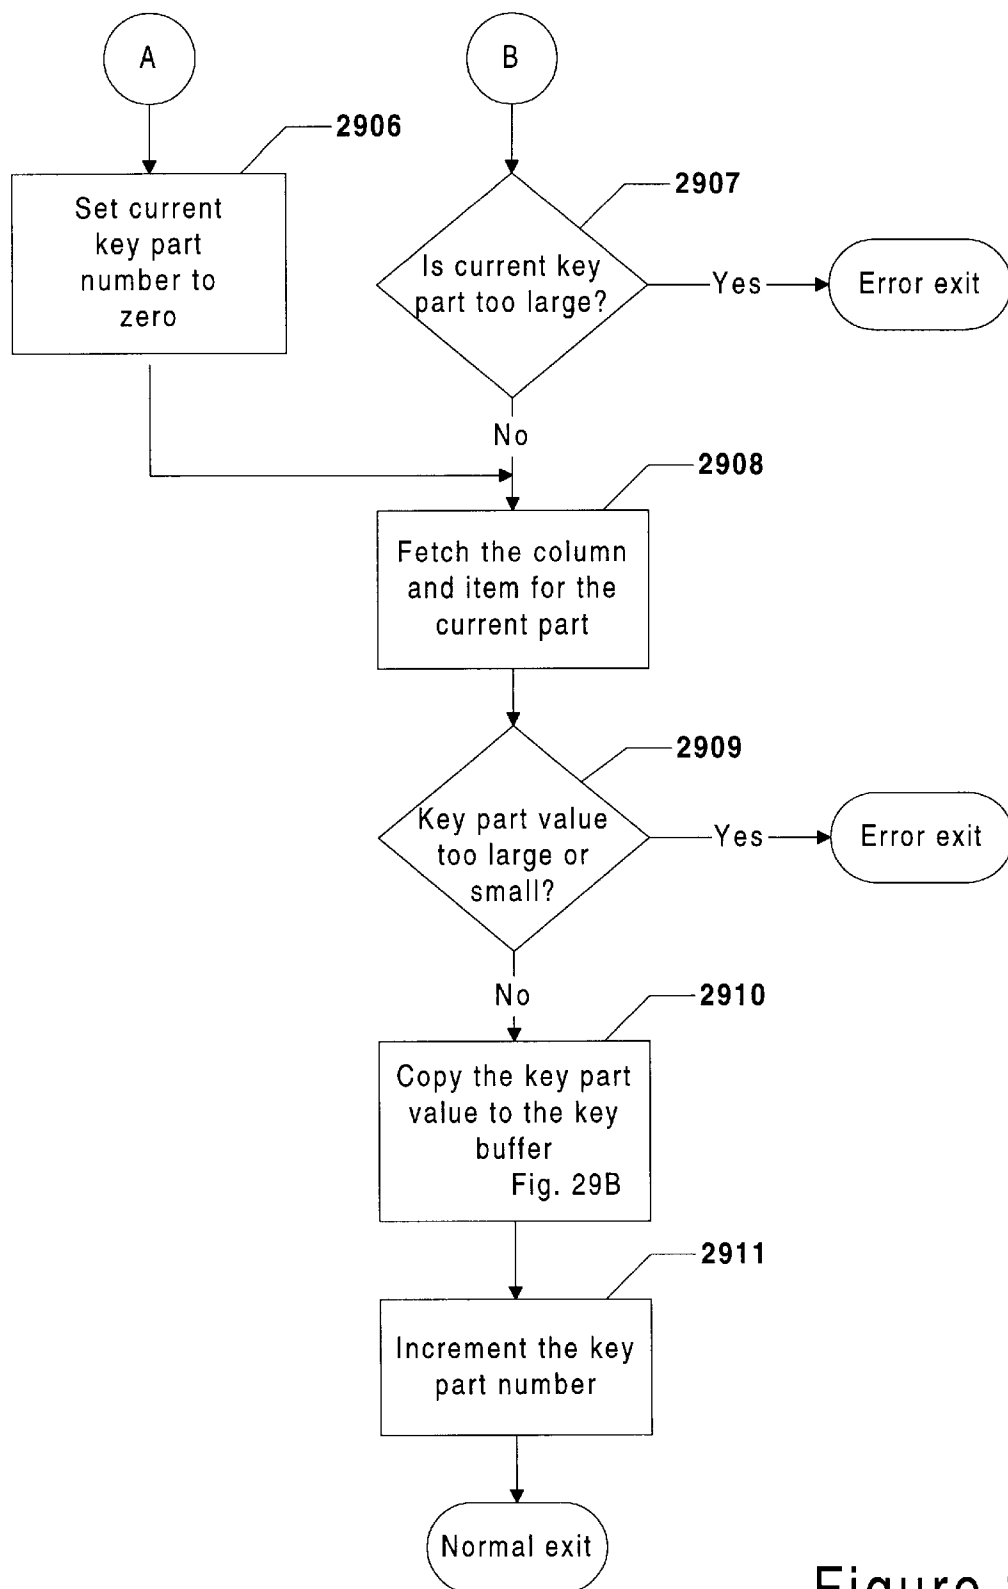 A
B
2906
2907
Set current
key part
number to
zero
Is current key
part too large?
Yes
Error exit
No
2908
Fetch the column
and item for the
current part
2909
Key part value
too large or
small?
Yes
Error exit
No
2910
Copy the key part
value to the key
buffer
Fig. 29B
2911
Increment the key
part number
Normal exit
Figure